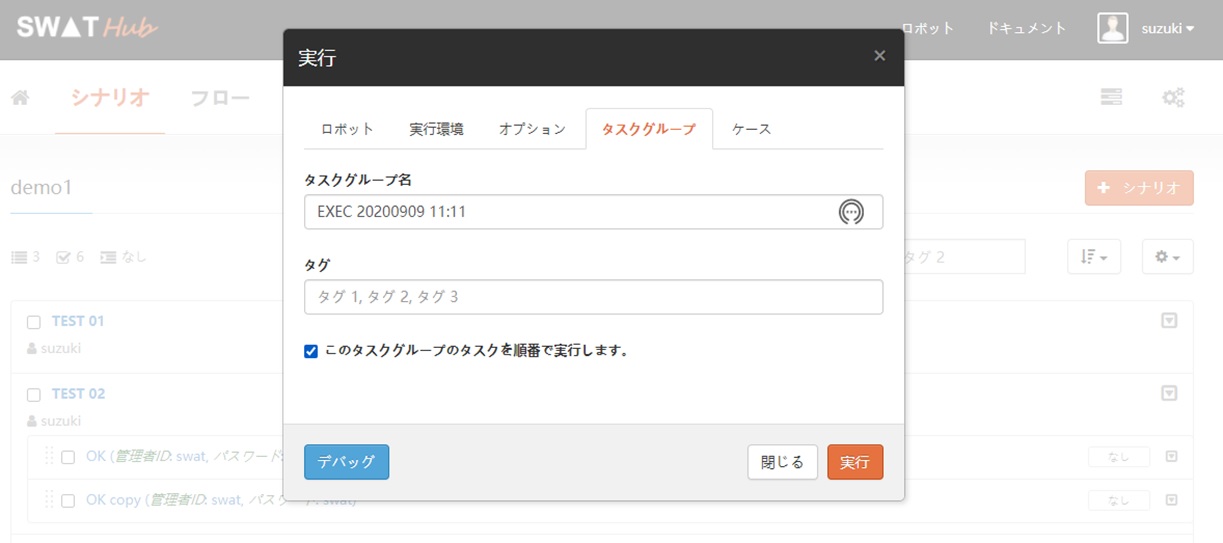 SWAT Hub
ロボット
ドキュメント
suzuki
実行
×
シナリオ
フロー
ロボット
実行環境
オプション
タスクグループ
ケース
タスクグループ名
EXEC 20200909 11:11
demo1
シナリオ
3
6
なし
タグ
タグ 2
タグ 1, タグ 2, タグ 3
TEST 01
suzuki
このタスクグループのタスクを順番で実行します。
TEST 02
suzuki
OK (管理者ID: swat, パスワード:
なし
デバッグ
閉じる
実行
OK copy (管理者ID: swat, パスワード: swat)
なし